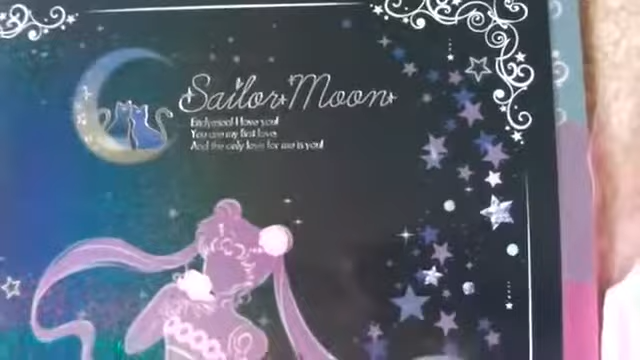 Sailor Moon
Endymion! I love you!
You are my first love
And the only love for me is you!